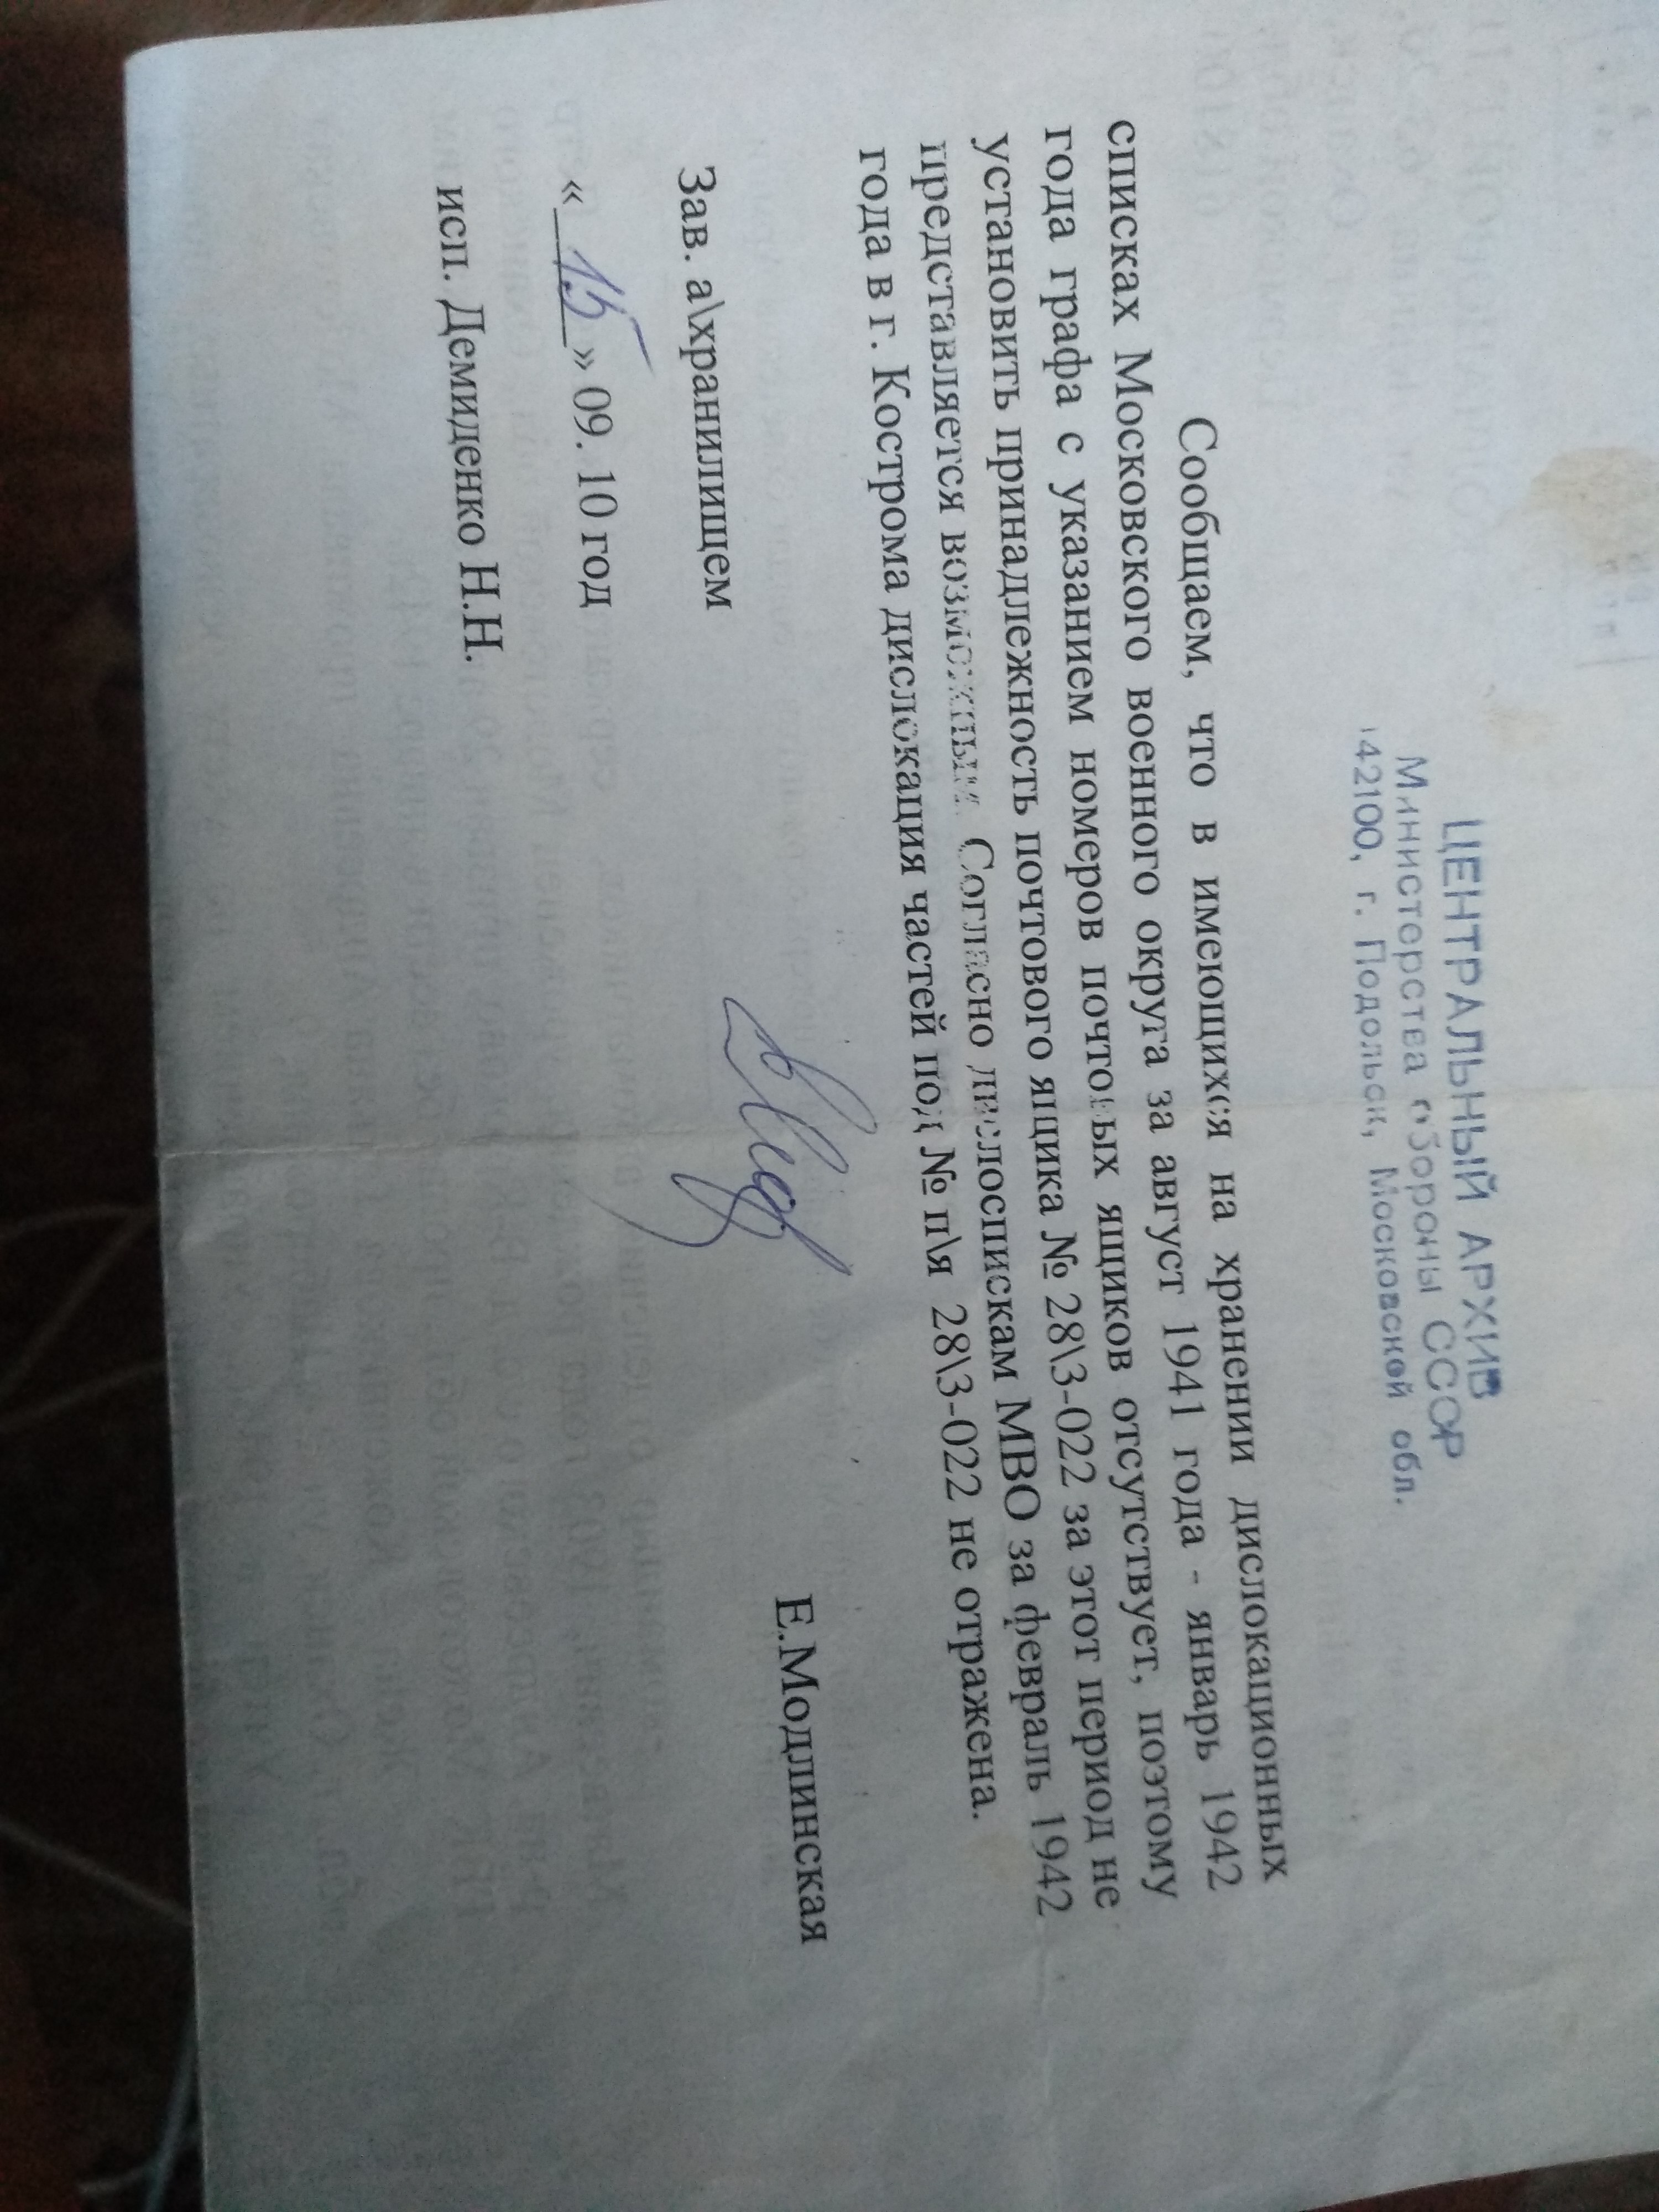 ЦЕНТРАЛЬНЫЙ АРХИВ
Министерства обороны СССР
142100, г. Подольск, Московской обл.
Сообщаем, что в имеющихся на хранении дислокационных
списках Московского военного округа за август 1941 года - январь 1942
года графа с указанием номеров почтовых ящиков отсутствует, поэтому
установить принадлежность почтового ящика № 28\3-022 за этот период не
представляется возможным. Согласно дислоспискам МВО за февраль 1942
года в г. Кострома дислокация частей под № п\я 28\3-022 не отражена.
Зав. а\хранилищем Е.Модлинская
«15» 09. 10 год
исп. Демиденко Н.Н.